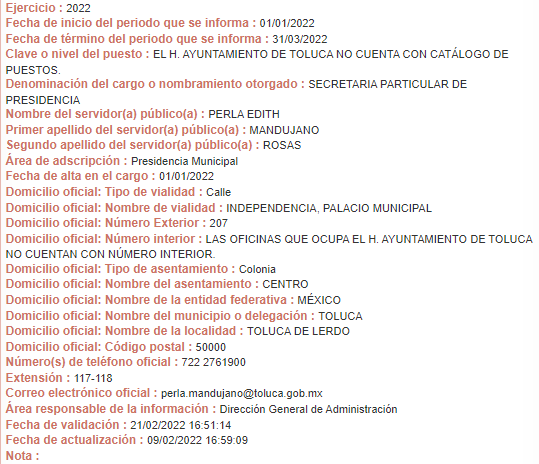 Ejercicio : 2022
Fecha de inicio del periodo que se informa : 01/01/2022
Fecha de término del periodo que se informa : 31/03/2022
Clave o nivel del puesto : EL H. AYUNTAMIENTO DE TOLUCA NO CUENTA CON CATÁLOGO DE
PUESTOS.
Denominación del cargo o nombramiento otorgado : SECRETARIA PARTICULAR DE
PRESIDENCIA
Nombre del servidor(a) público(a) : PERLA EDITH
Primer apellido del servidor(a) público(a) : MANDUJANO
Segundo apellido del servidor(a) público(a) : ROSAS
Área de adscripción : Presidencia Municipal
Fecha de alta en el cargo : 01/01/2022
Domicilio oficial: Tipo de vialidad : Calle
Domicilio oficial: Nombre de vialidad : INDEPENDENCIA, PALACIO MUNICIPAL
Domicilio oficial: Número Exterior : 207
Domicilio oficial: Número interior : LAS OFICINAS QUE OCUPA EL H. AYUNTAMIENTO DE TOLUCA
NO CUENTAN CON NÚMERO INTERIOR.
Domicilio oficial: Tipo de asentamiento : Colonia
Domicilio oficial: Nombre del asentamiento : CENTRO
Domicilio oficial: Nombre de la entidad federativa : MÉXICO
Domicilio oficial: Nombre del municipio o delegación : TOLUCA
Domicilio oficial: Nombre de la localidad : TOLUCA DE LERDO
Domicilio oficial: Código postal : 50000
Número(s) de teléfono oficial : 722 2761900
Extensión : 117-118
Correo electrónico oficial : perla.mandujano@toluca.gob.mx
Área responsable de la información : Dirección General de Administración
Fecha de validación : 21/02/2022 16:51:14
Fecha de actualización : 09/02/2022 16:59:09
Nota :